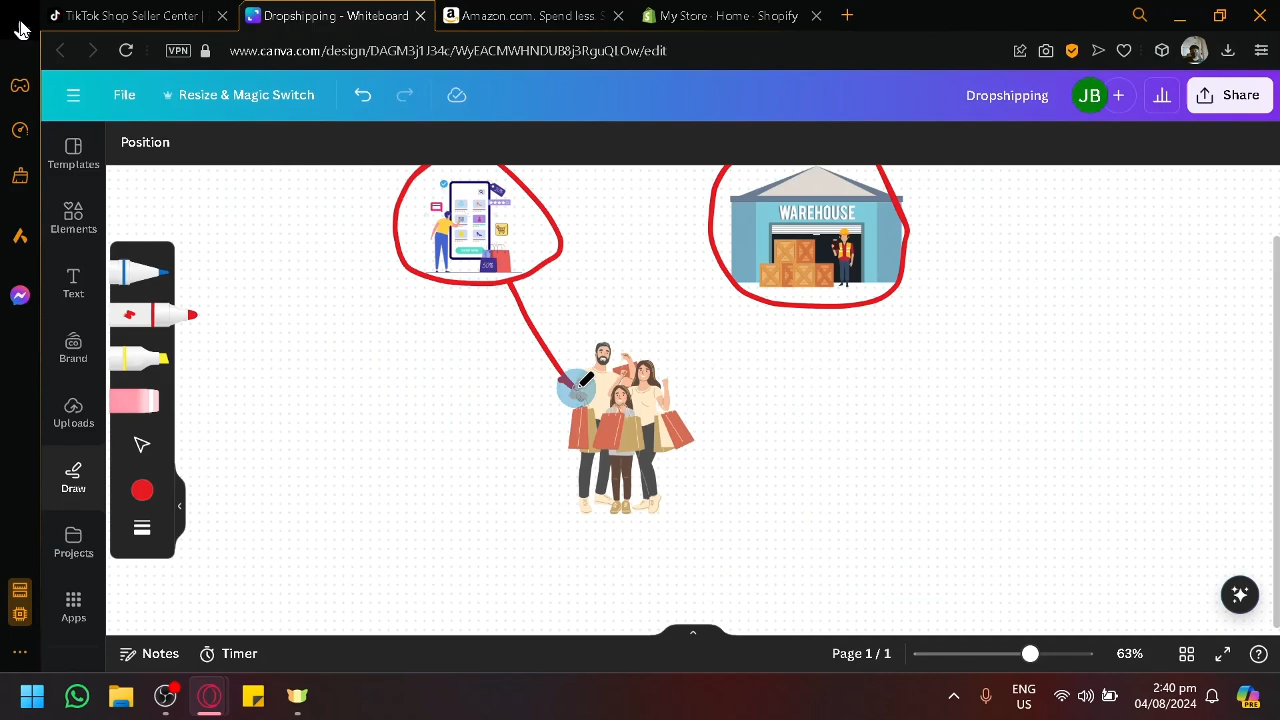 TikTok Shop Seller Center |
Dropshipping - Whiteboard
Amazon.com. Spend less. S
My Store · Home · Shopify
VPN
www.canva.com/design/DAGM3j1J34c/WyEACMWHNDUB8j3RguQLOw/edit
File
Resize & Magic Switch
Dropshipping
JB
Share
Position
Templates
Elements
Text
Brand
Uploads
Draw
Projects
Apps
WAREHOUSE
Notes
Timer
Page 1 / 1
63%
ENG
US
2:40 pm
04/08/2024
PRE